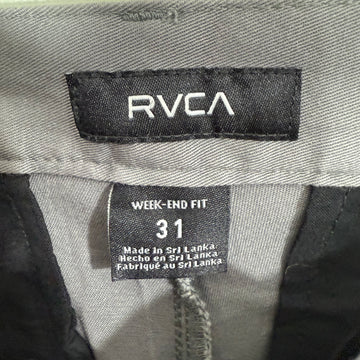 RVCA
WEEK-END FIT
31
Made in Sri Lanka
Hecho en Sri Lanka
Fabriqué au Sri Lanka